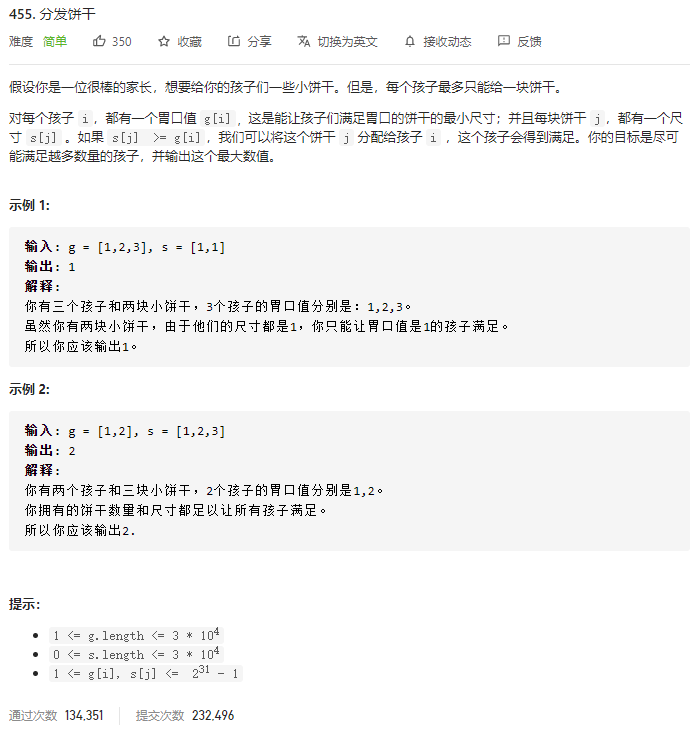 455. 分发饼干
难度 简单 350 收藏 分享 切换为英文 接收动态 反馈
假设你是一位很棒的家长，想要给你的孩子们一些小饼干。但是，每个孩子最多只能给一块饼干。
对每个孩子 i，都有一个胃口值 g[i]，这是能让孩子们满足胃口的饼干的最小尺寸；并且每块饼干 j，都有一个尺
寸 s[j] 。如果 s[j] >= g[i]，我们可以将这个饼干 j 分配给孩子 i ，这个孩子会得到满足。你的目标是尽可
能满足越多数量的孩子，并输出这个最大数值。
示例 1:
输入: g = [1,2,3], s = [1,1]
输出: 1
解释:
你有三个孩子和两块小饼干，3个孩子的胃口值分别是：1,2,3。
虽然你有两块小饼干，由于他们的尺寸都是1，你只能让胃口值是1的孩子满足。
所以你应该输出1。
示例 2:
输入: g = [1,2], s = [1,2,3]
输出: 2
解释:
你有两个孩子和三块小饼干，2个孩子的胃口值分别是1,2。
你拥有的饼干数量和尺寸都足以让所有孩子满足。
所以你应该输出2.
提示：
1 <= g.length <= 3 * 10⁴
0 <= s.length <= 3 * 10⁴
1 <= g[i], s[j] <= 2³¹ - 1
通过次数 134,351 提交次数 232,496